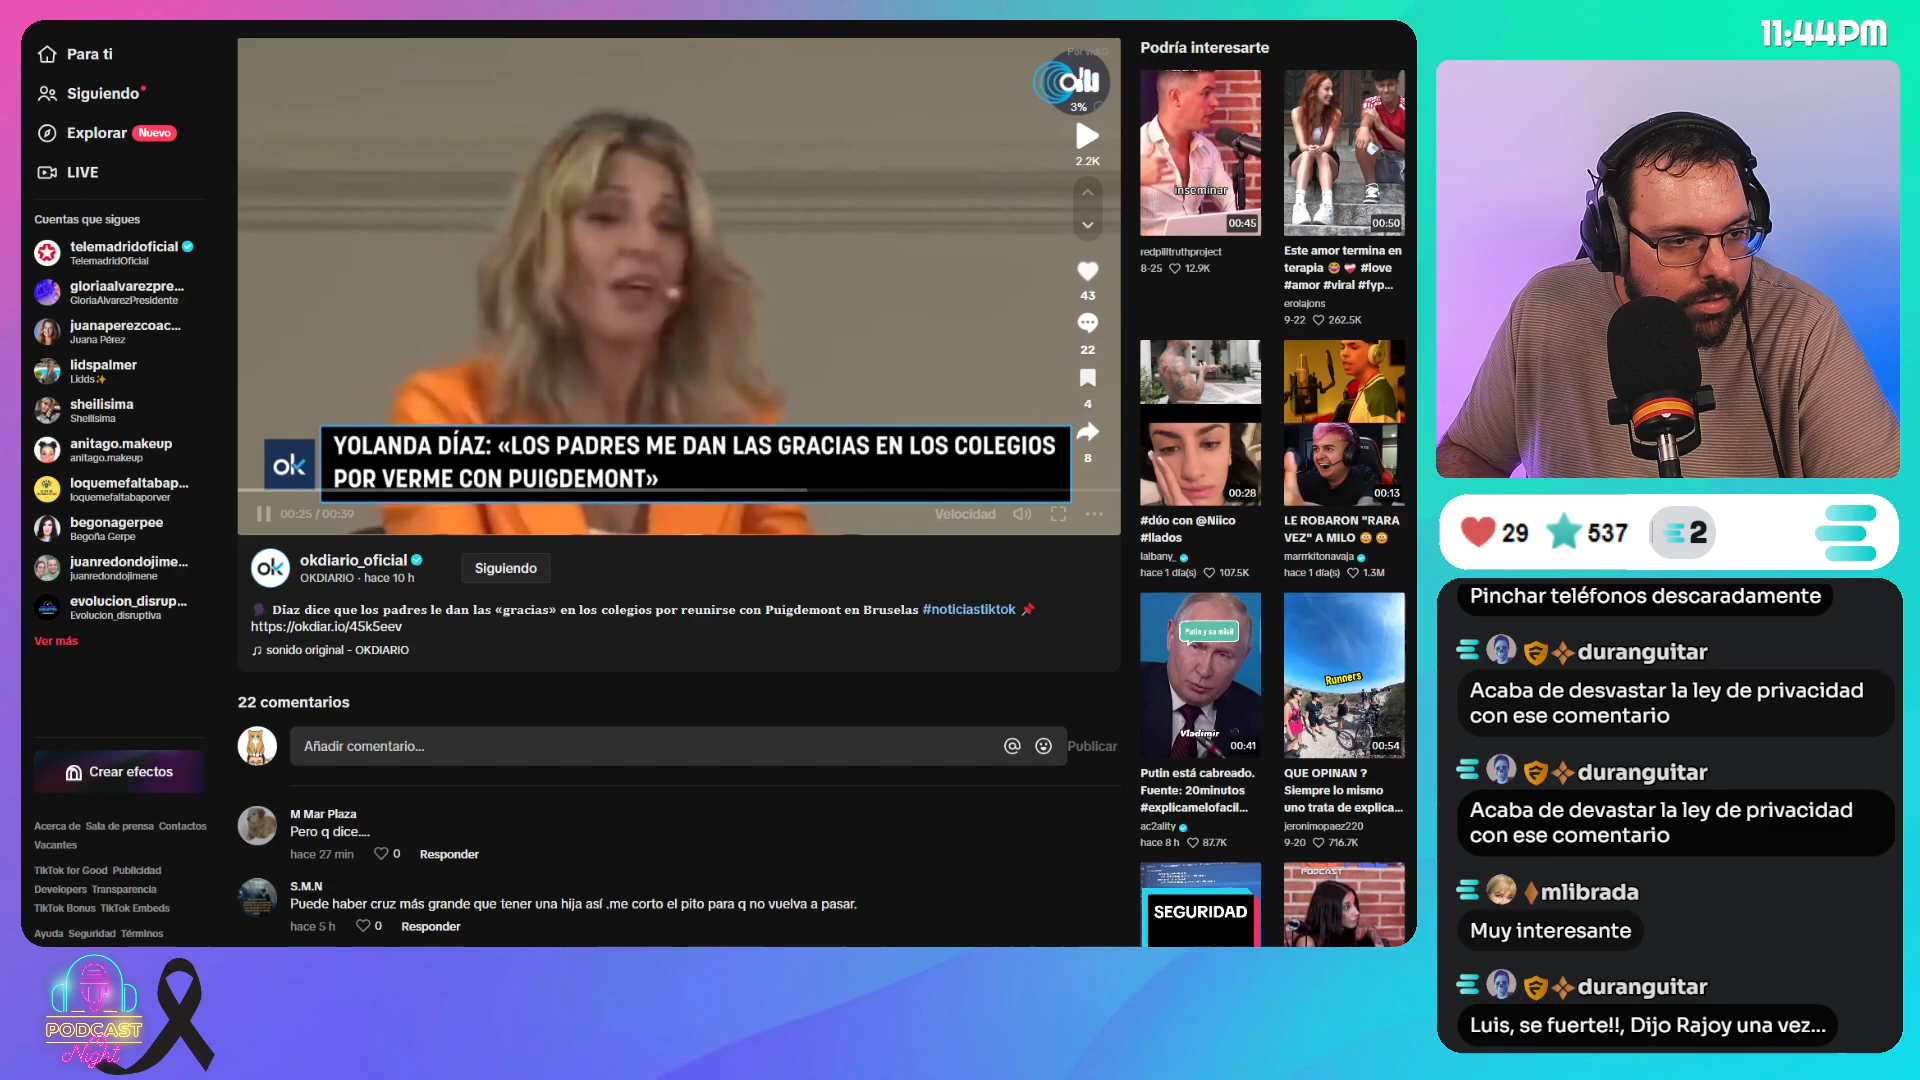 11:44PM
Para ti
Siguiendo
Explorar Nuevo
LIVE
Cuentas que sigues
telemadridoficial
TelemadridOficial
gloriaalvarezpre...
GloriaAlvarezPresidente
juanaperezcoac...
Juana Pérez
lidspalmer
Lidds✨
sheilisima
Sheilisima
anitago.makeup
anitago.makeup
loquemefaltabap...
loquemefaltabaporver
begonagerpee
Begoña Gerpe
juanredondojime...
juanredondojimene
evolucion_disrup...
Evolucion_disruptiva
Ver más
Crear efectos
Acerca de Sala de prensa Contactos
Vacantes
TikTok for Good Publicidad
Developers Transparencia
TikTok Bonus TikTok Embeds
Ayuda Seguridad Términos
3%
2.2K
43
22
4
8
ok
YOLANDA DÍAZ: «LOS PADRES ME DAN LAS GRACIAS EN LOS COLEGIOS
POR VERME CON PUIGDEMONT»
00:25 / 00:39
Velocidad
ok
okdiario_oficial
OKDIARIO · hace 10 h
Siguiendo
🗣 Díaz dice que los padres le dan las «gracias» en los colegios por reunirse con Puigdemont en Bruselas #noticiastiktok 📌
https://okdiar.io/45k5eev
♫ sonido original - OKDIARIO
22 comentarios
Añadir comentario...
Publicar
M Mar Plaza
Pero q dice....
hace 27 min 0 Responder
S.M.N
Puede haber cruz más grande que tener una hija así .me corto el pito para q no vuelva a pasar.
hace 5 h 0 Responder
Podría interesarte
inseminar
00:45
redpilltruthproject
8-25 12.9K
00:50
Este amor termina en
terapia 😂 ❤️‍🩹 #love
#amor #viral #fyp...
erolajons
9-22 262.5K
00:28
#dúo con @Niico
#llados
lalbany_
hace 1 día(s) 107.5K
00:13
LE ROBARON "RARA
VEZ" A MILO 😳 😳
marrrkitonavaja
hace 1 día(s) 1.3M
Putin y su misil
Vladimir
00:41
Putin está cabreado.
Fuente: 20minutos
#explicamelofacil...
ac2ality
hace 8 h 87.7K
Runners
00:54
QUE OPINAN ?
Siempre lo mismo
uno trata de explica...
jeronimopaez220
9-20 716.7K
SEGURIDAD
PODCAST
29
537
2
Pinchar teléfonos descaradamente
duranguitar
Acaba de desvastar la ley de privacidad
con ese comentario
duranguitar
Acaba de devastar la ley de privacidad
con ese comentario
mlibrada
Muy interesante
duranguitar
Luis, se fuerte!!, Dijo Rajoy una vez...
PODCAST
Night